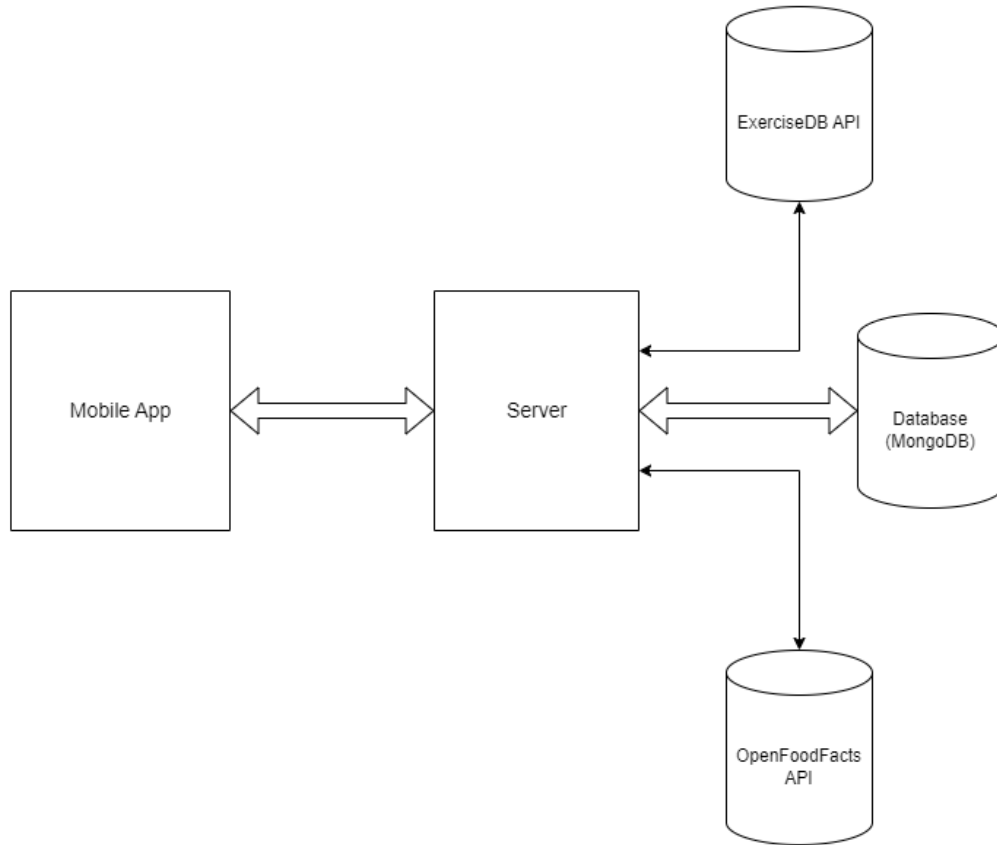 ExerciseDB API
Mobile App
Server
Database
(MongoDB)
OpenFoodFacts
API